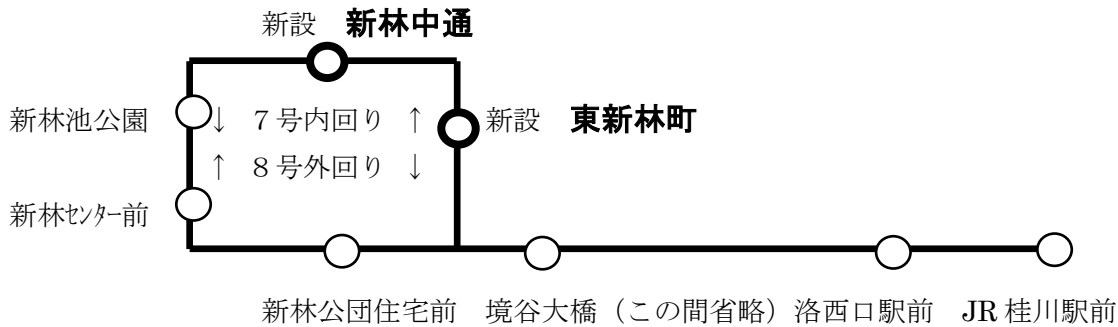 新設 新林中通
新林池公園 ↓ 7号内回り ↑ 新設 東新林町
↑ 8号外回り ↓
新林ｾﾝﾀｰ前
新林公団住宅前 境谷大橋（この間省略）洛西口駅前 JR桂川駅前